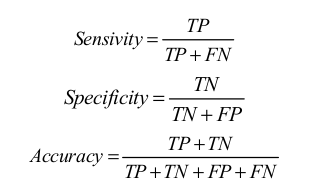 Sensivity = TP / TP + FN
Specificity = TN / TN + FP
Accuracy = TP + TN / TP + TN + FP + FN